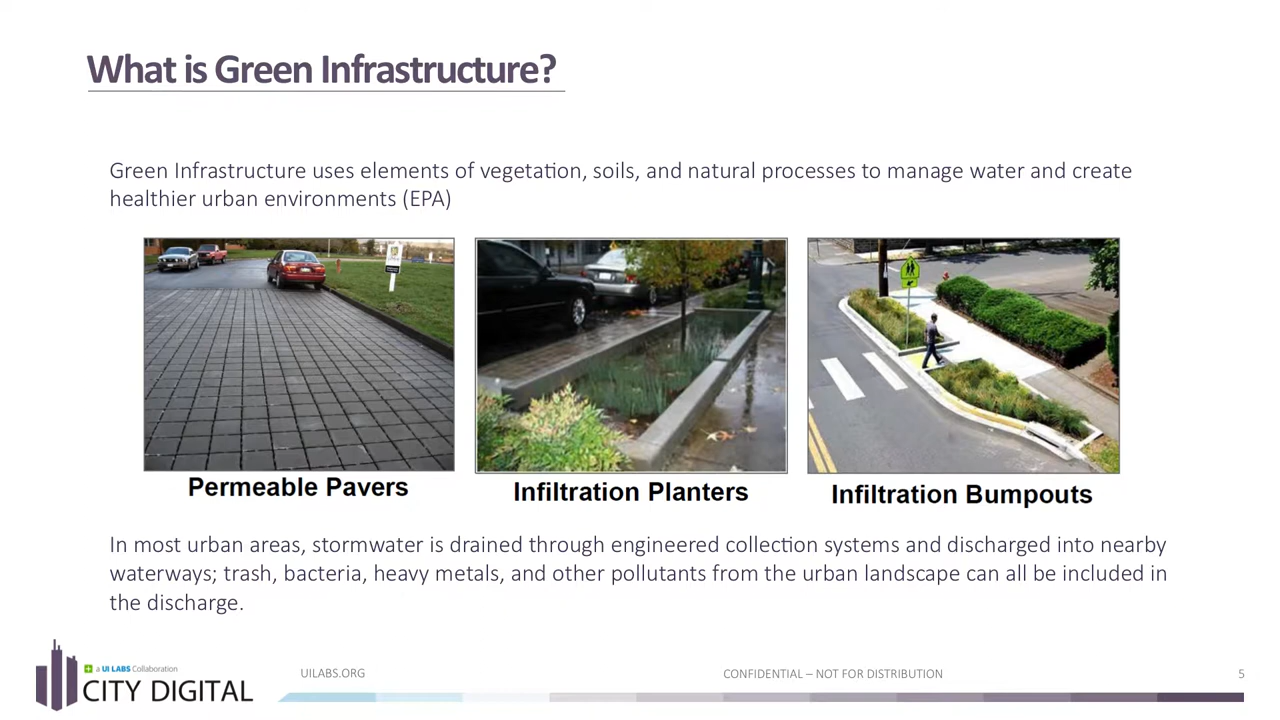 What is Green Infrastructure?
Green Infrastructure uses elements of vegetation, soils, and natural processes to manage water and create
healthier urban environments (EPA)
Permeable Pavers
Infiltration Planters
Infiltration Bumpouts
In most urban areas, stormwater is drained through engineered collection systems and discharged into nearby
waterways; trash, bacteria, heavy metals, and other pollutants from the urban landscape can all be included in
the discharge.
a UI LABS Collaboration
CITY DIGITAL
UILABS.ORG
CONFIDENTIAL – NOT FOR DISTRIBUTION
5